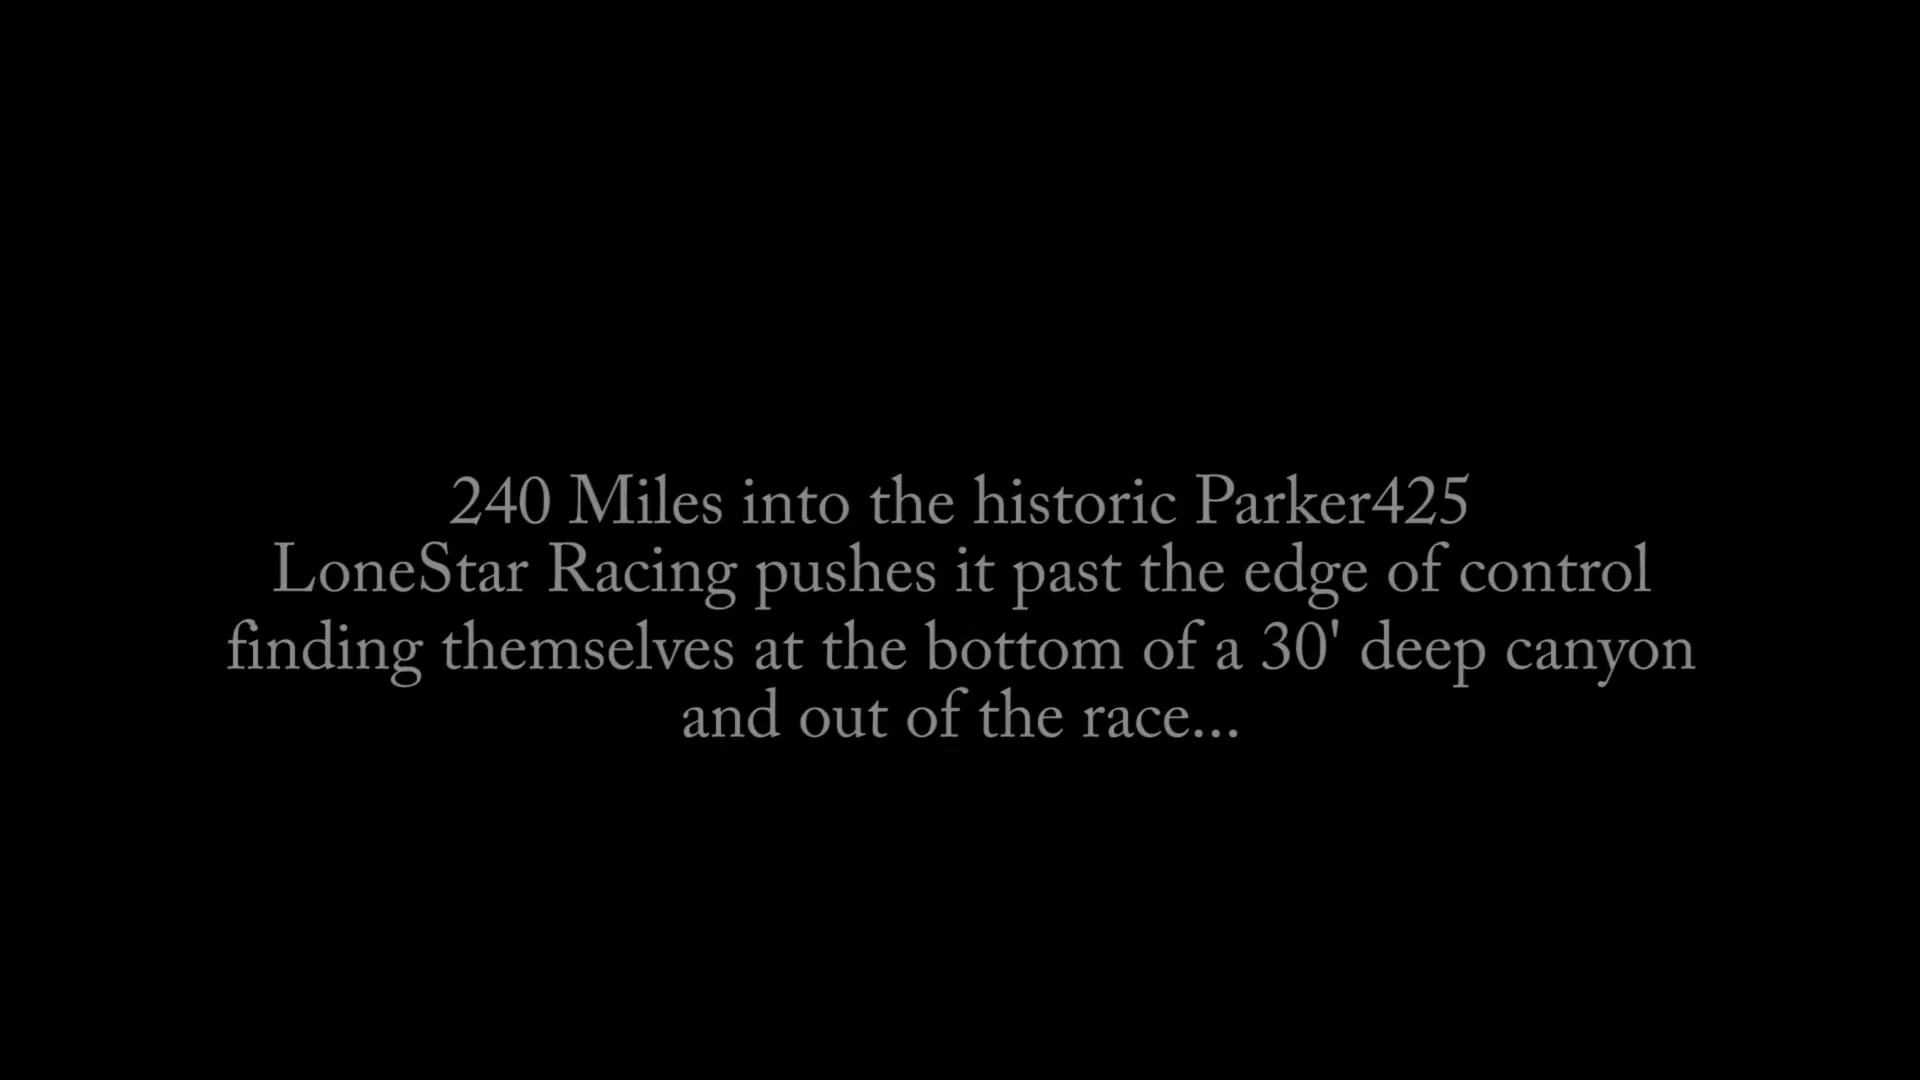 240 Miles into the historic Parker425
LoneStar Racing pushes it past the edge of control
finding themselves at the bottom of a 30' deep canyon
and out of the race...